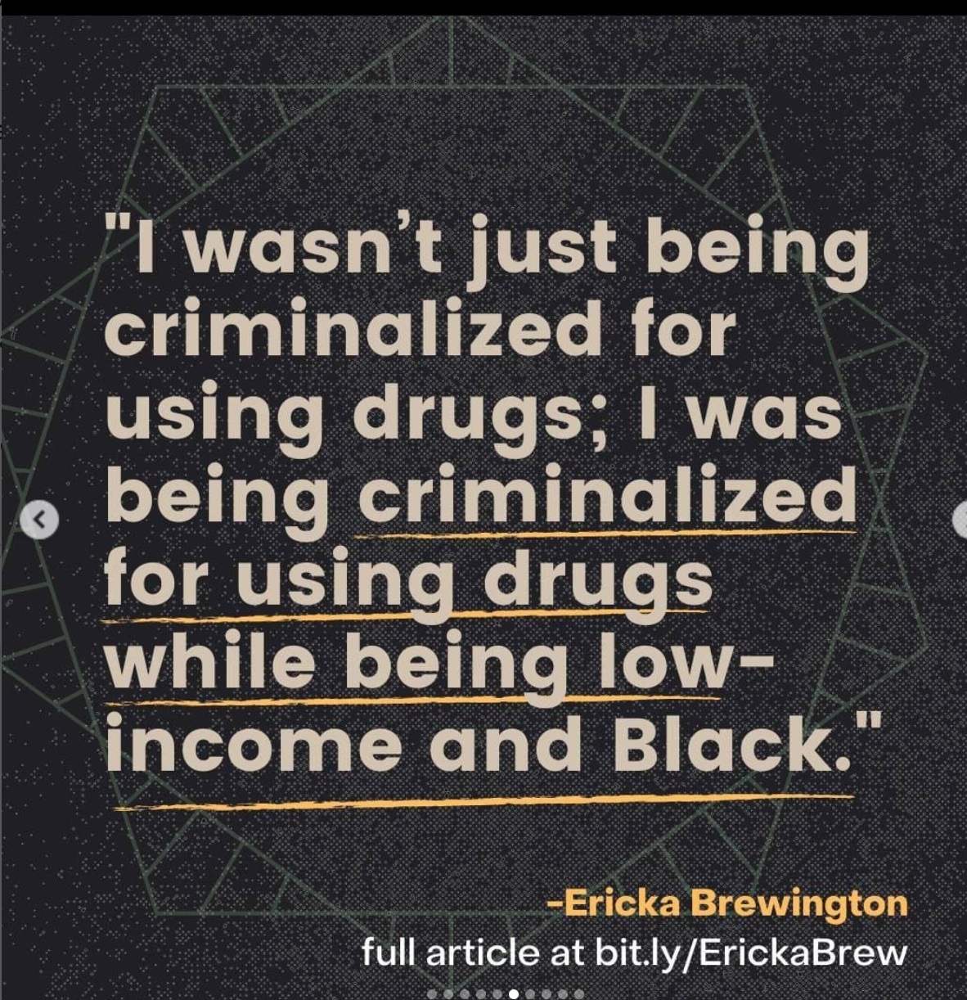 "I wasn’t just being
criminalized for
using drugs; I was
being criminalized
for using drugs
while being low-
income and Black."
-Ericka Brewington
full article at bit.ly/ErickaBrew